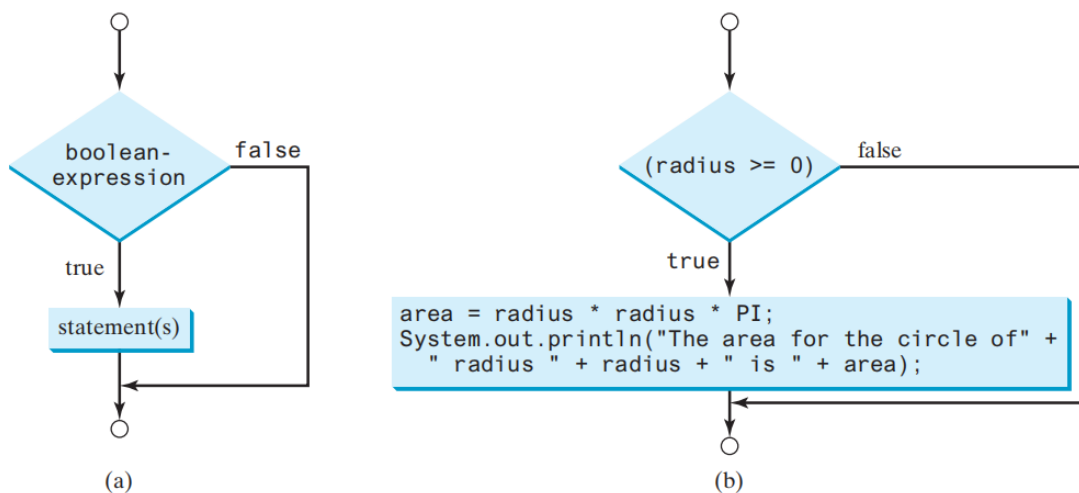 boolean-
expression
false
true
statement(s)
(a)
(radius >= 0)
false
true
area = radius * radius * PI;
System.out.println("The area for the circle of" +
" radius " + radius + " is " + area);
(b)